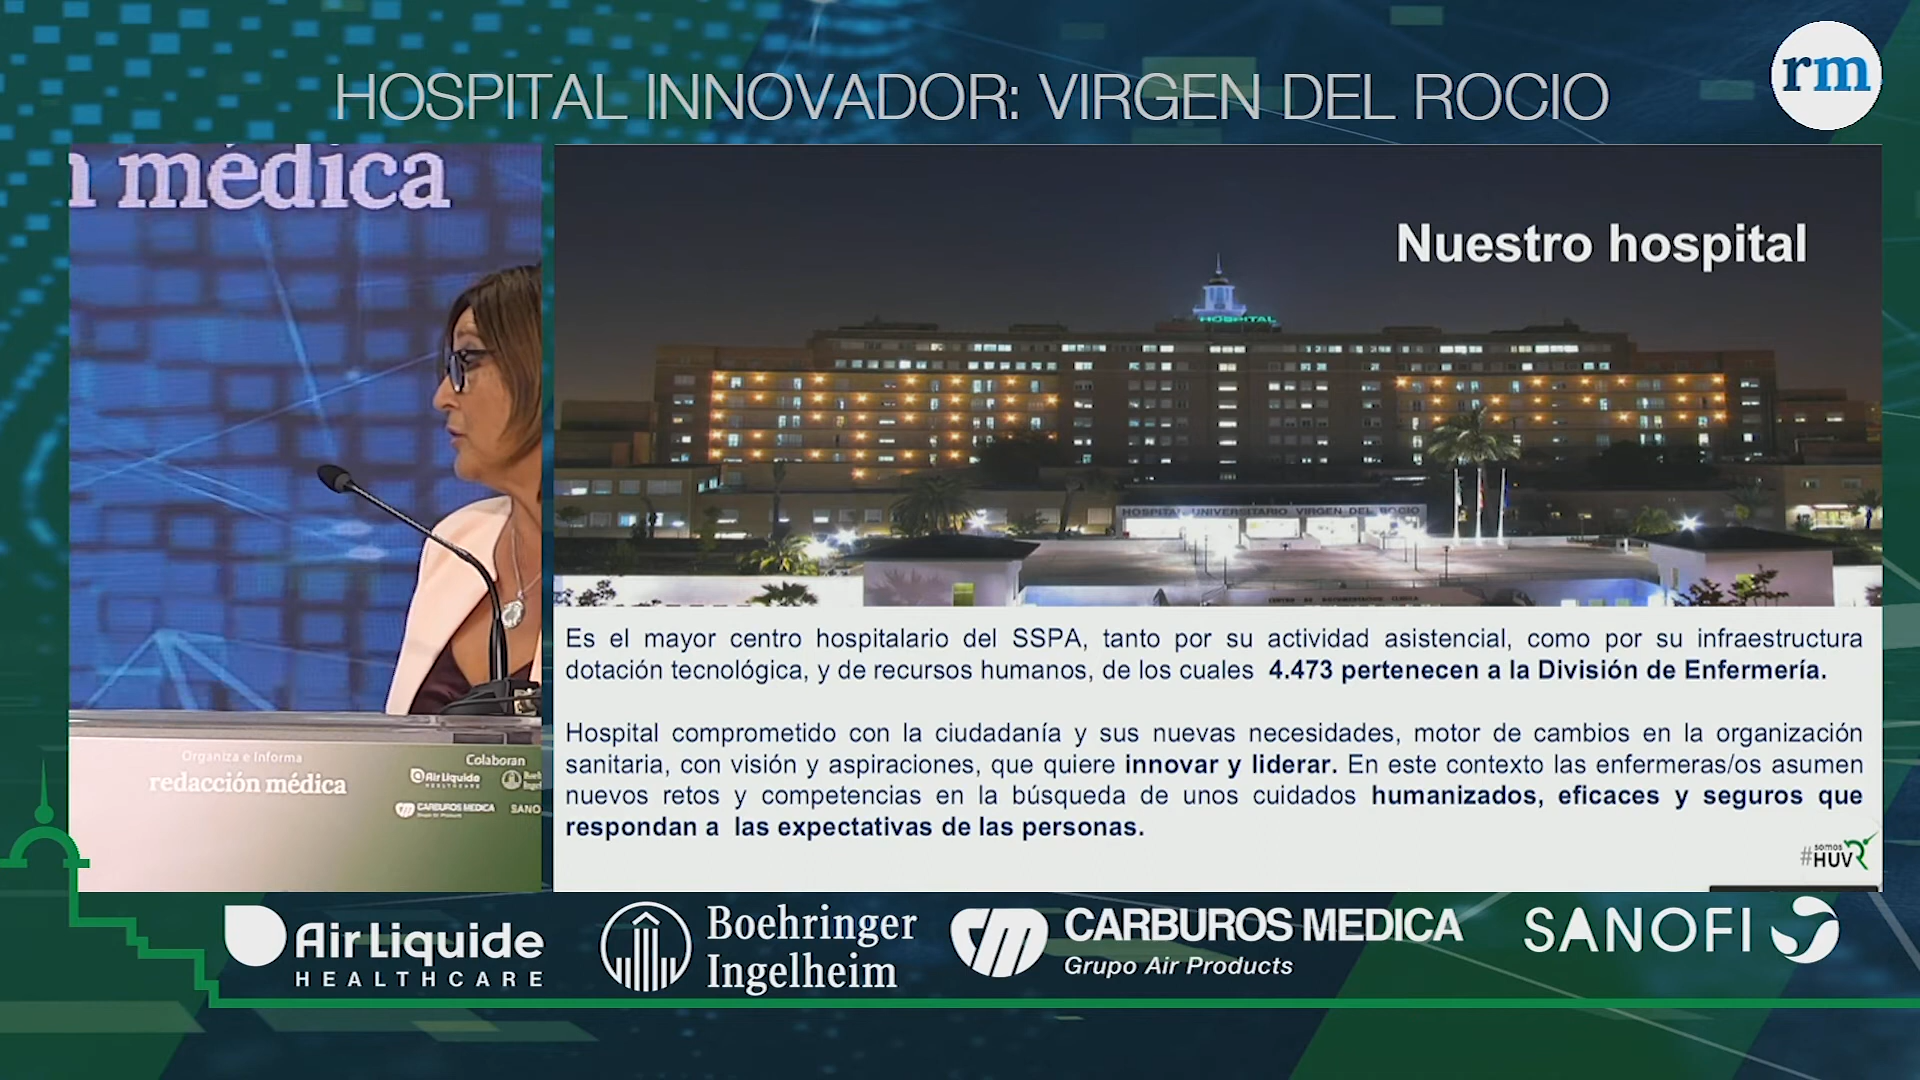 HOSPITAL INNOVADOR: VIRGEN DEL ROCIO
rm
médica
Nuestro hospital
HOSPITAL
HOSPITAL UNIVERSITARIO VIRGEN DEL ROCIO
Es el mayor centro hospitalario del SSPA, tanto por su actividad asistencial, como por su infraestructura
dotación tecnológica, y de recursos humanos, de los cuales 4.473 pertenecen a la División de Enfermería.
Hospital comprometido con la ciudadanía y sus nuevas necesidades, motor de cambios en la organización
sanitaria, con visión y aspiraciones, que quiere innovar y liderar. En este contexto las enfermeras/os asumen
nuevos retos y competencias en la búsqueda de unos cuidados humanizados, eficaces y seguros que
respondan a las expectativas de las personas.
somos
#HUVR
Organiza e Informa
redacción médica
Colaboran
Air Liquide
HEALTHCARE
CARBUROS MEDICA
SANO
Air Liquide
HEALTHCARE
Boehringer
Ingelheim
CARBUROS MEDICA
Grupo Air Products
SANOFI